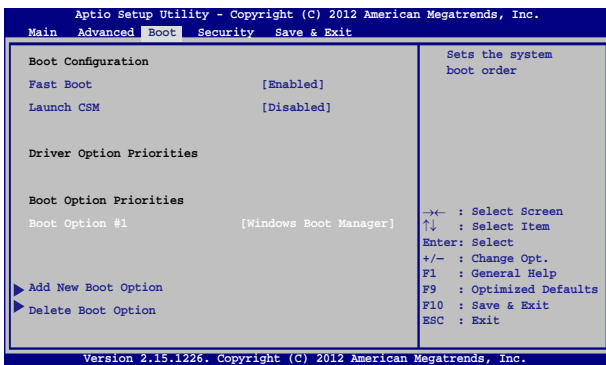 Aptio Setup Utility - Copyright (C) 2012 American Megatrends, Inc.
Main Advanced Boot Security Save & Exit
Boot Configuration
Fast Boot [Enabled]
Launch CSM [Disabled]
Driver Option Priorities
Boot Option Priorities
Boot Option #1 [Windows Boot Manager]
Add New Boot Option
Delete Boot Option
Sets the system
boot order
→← : Select Screen
↑↓ : Select Item
Enter: Select
+/— : Change Opt.
F1 : General Help
F9 : Optimized Defaults
F10 : Save & Exit
ESC : Exit
Version 2.15.1226. Copyright (C) 2012 American Megatrends, Inc.